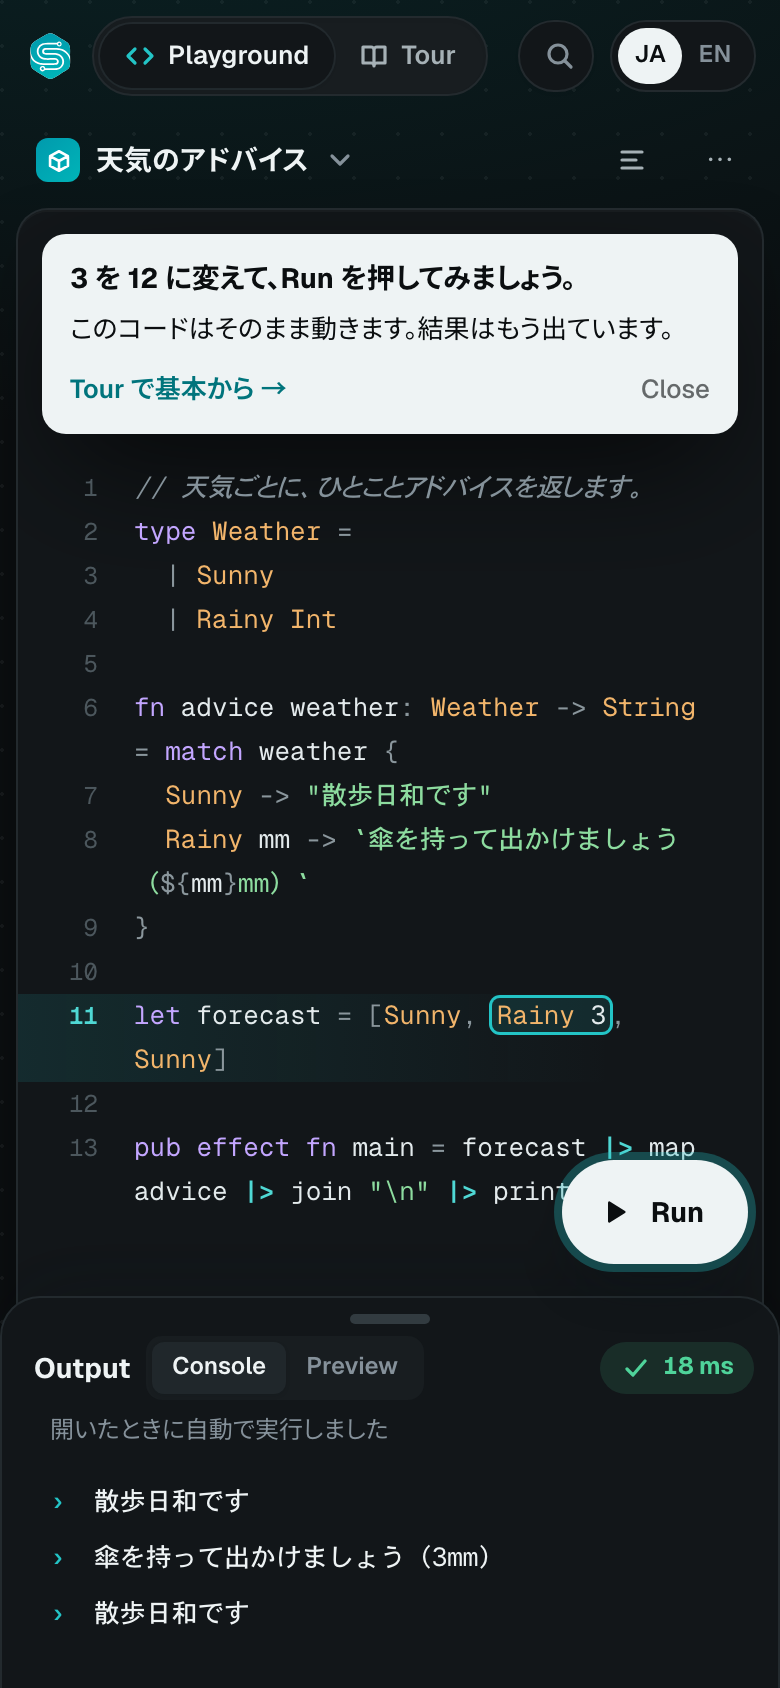 Playground
Tour
JA
EN
天気のアドバイス
3 を 12 に変えて、Run を押してみましょう。
このコードはそのまま動きます。結果はもう出ています。
Tour で基本から →
Close
1 // 天気ごとに、ひとことアドバイスを返します。
2 type Weather =
3 | Sunny
4 | Rainy Int
5
6 fn advice weather: Weather -> String
= match weather {
7 Sunny -> "散歩日和です"
8 Rainy mm -> `傘を持って出かけましょう
（${mm}mm）`
9 }
10
11 let forecast = [Sunny, Rainy 3,
Sunny]
12
13 pub effect fn main = forecast |> map
advice |> join "\n" |> print
Run
Output
Console
Preview
18 ms
開いたときに自動で実行しました
› 散歩日和です
› 傘を持って出かけましょう（3mm）
› 散歩日和です